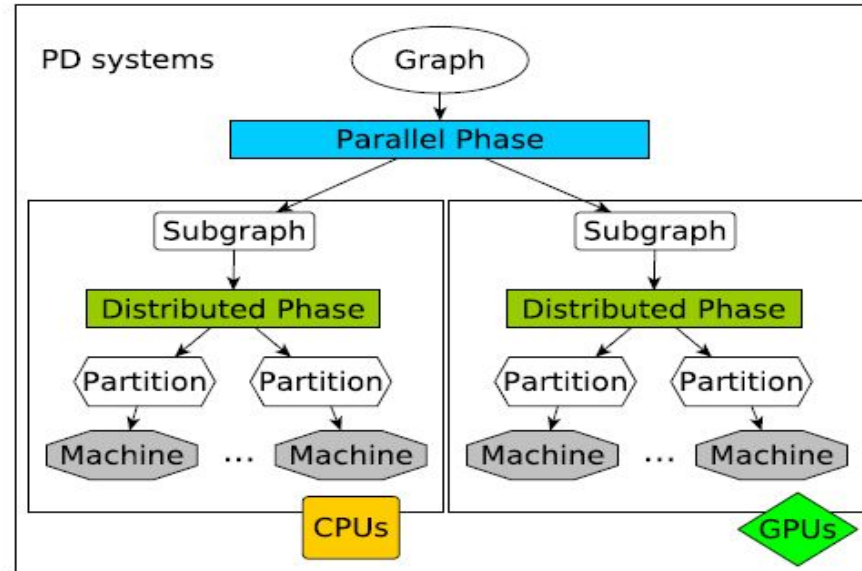 PD systems
Graph
Parallel Phase
Subgraph
Subgraph
Distributed Phase
Distributed Phase
Partition
Partition
Partition
Partition
Machine
...
Machine
Machine
...
Machine
CPUs
GPUs